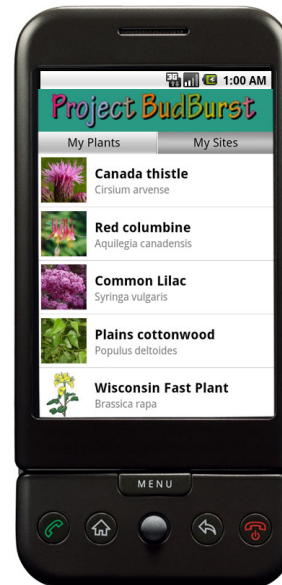 3G
1:00 AM
Project BudBurst
My Plants
My Sites
Canada thistle
Cirsium arvense
Red columbine
Aquilegia canadensis
Common Lilac
Syringa vulgaris
Plains cottonwood
Populus deltoides
Wisconsin Fast Plant
Brassica rapa
MENU